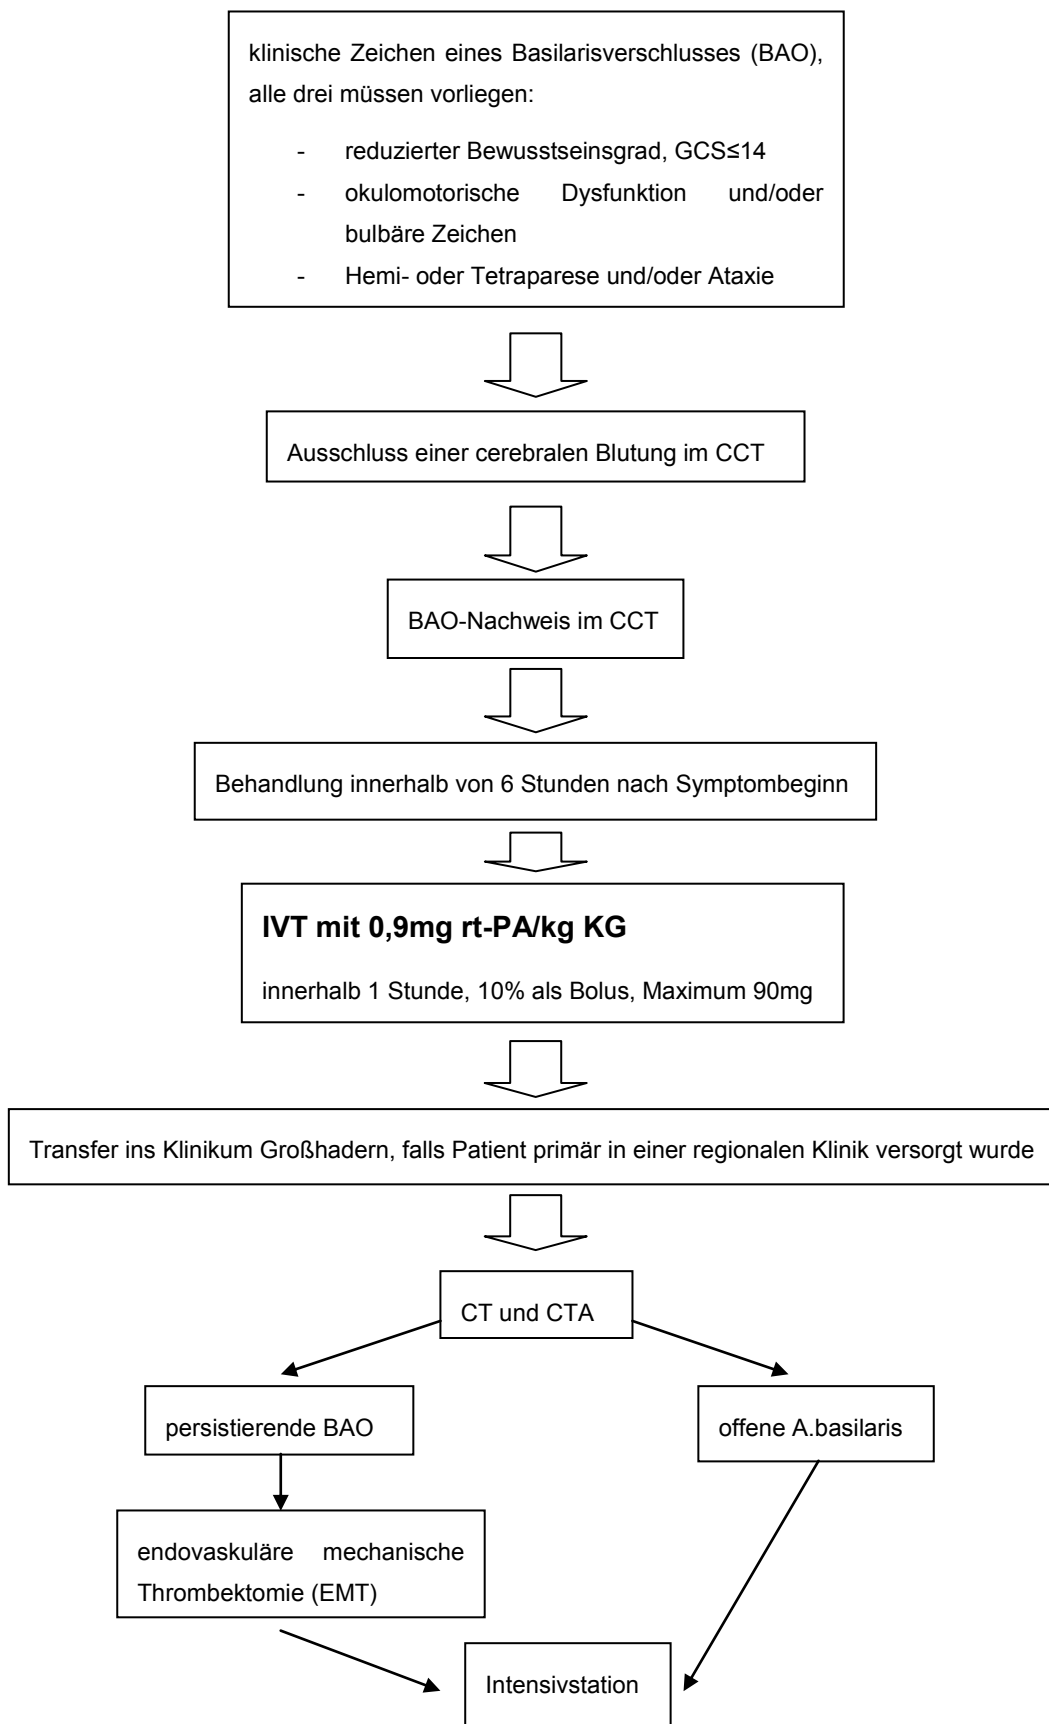 klinische Zeichen eines Basilarisverschlusses (BAO),
alle drei müssen vorliegen:
- reduzierter Bewusstseinsgrad, GCS≤14
- okulomotorische Dysfunktion und/oder
bulbäre Zeichen
- Hemi- oder Tetraparese und/oder Ataxie
Ausschluss einer cerebralen Blutung im CCT
BAO-Nachweis im CCT
Behandlung innerhalb von 6 Stunden nach Symptombeginn
IVT mit 0,9mg rt-PA/kg KG
innerhalb 1 Stunde, 10% als Bolus, Maximum 90mg
Transfer ins Klinikum Großhadern, falls Patient primär in einer regionalen Klinik versorgt wurde
CT und CTA
persistierende BAO
offene A.basilaris
endovaskuläre mechanische
Thrombektomie (EMT)
Intensivstation